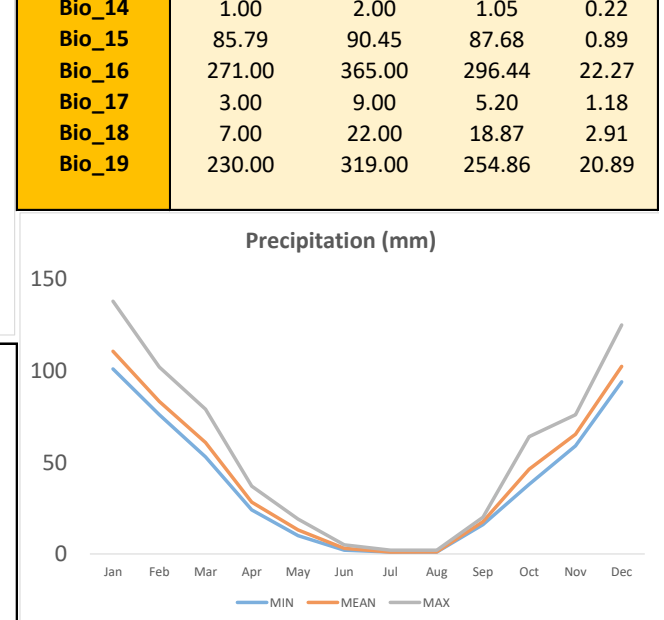 Bio_14 1.00 2.00 1.05 0.22
Bio_15 85.79 90.45 87.68 0.89
Bio_16 271.00 365.00 296.44 22.27
Bio_17 3.00 9.00 5.20 1.18
Bio_18 7.00 22.00 18.87 2.91
Bio_19 230.00 319.00 254.86 20.89
Precipitation (mm)
150
100
50
0
Jan Feb Mar Apr May Jun Jul Aug Sep Oct Nov Dec
MIN MEAN MAX